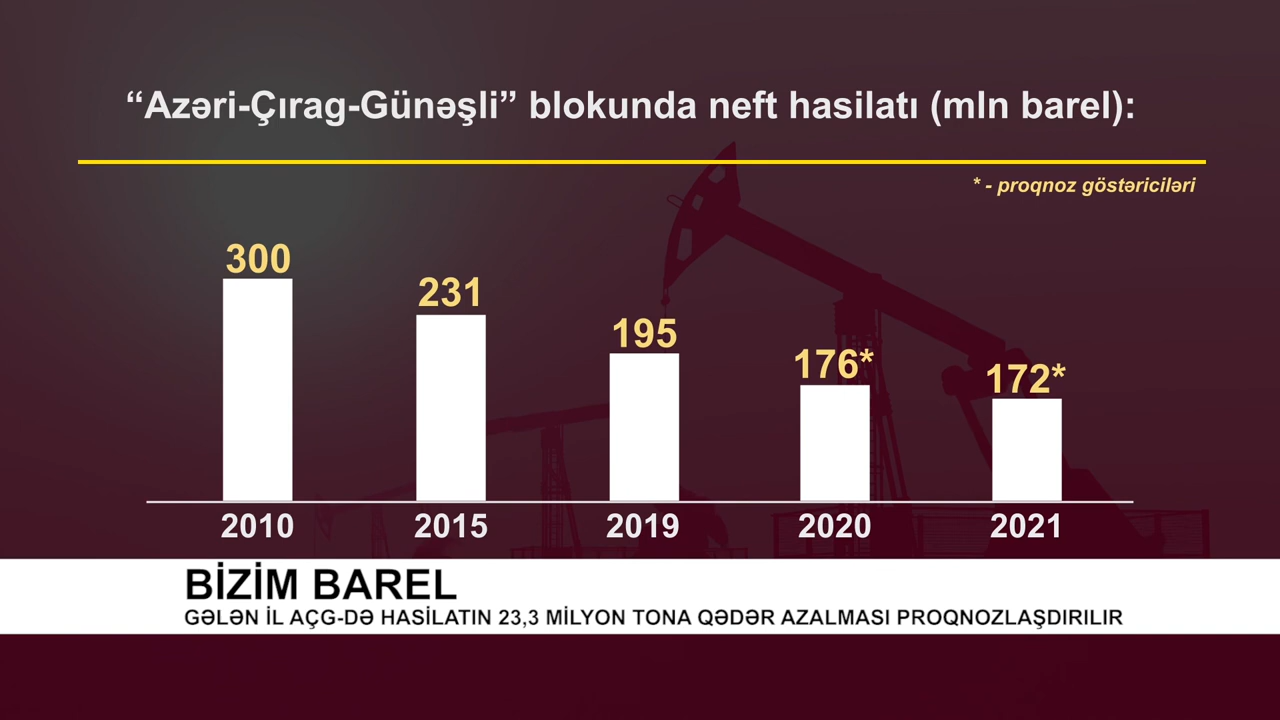 “Azəri-Çırag-Günəşli” blokunda neft hasilatı (mln barel):
* - proqnoz göstəriciləri
300
231
195
176*
172*
2010 2015 2019 2020 2021
BİZİM BAREL
GƏLƏN İL AÇG-DƏ HASİLATIN 23,3 MİLYON TONA QƏDƏR AZALMASI PROQNOZLAŞDIRILIR